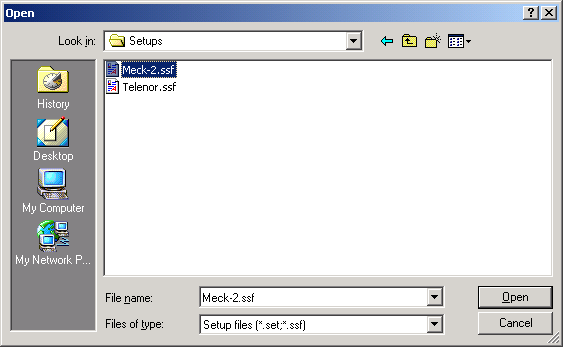 Open
Look in: Setups
Meck-2.ssf
Telenor.ssf
History
Desktop
My Computer
My Network P...
File name: Meck-2.ssf Open
Files of type: Setup files (*.set;*.ssf) Cancel